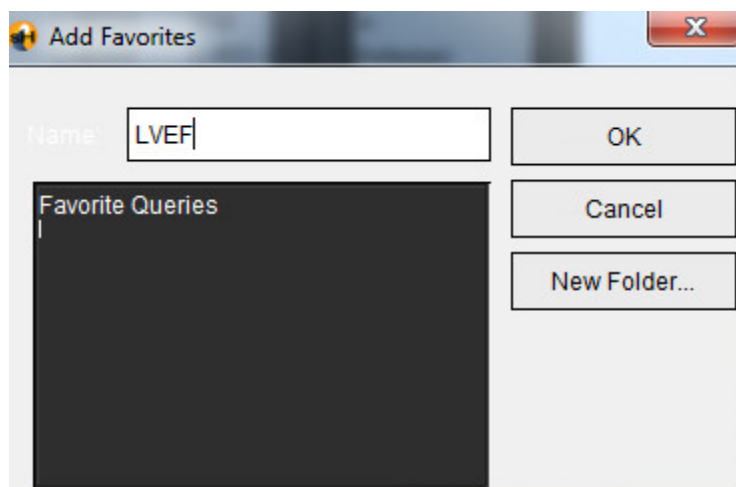 Add Favorites
Name:
LVEF
OK
Favorite Queries
Cancel
New Folder...